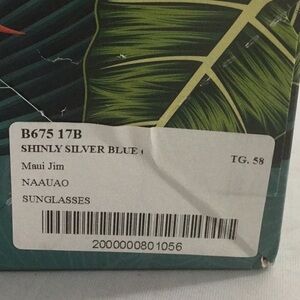 B675 17B
SHINLY SILVER BLUE (
TG. 58
Maui Jim
NAAUAO
SUNGLASSES
2000000801056